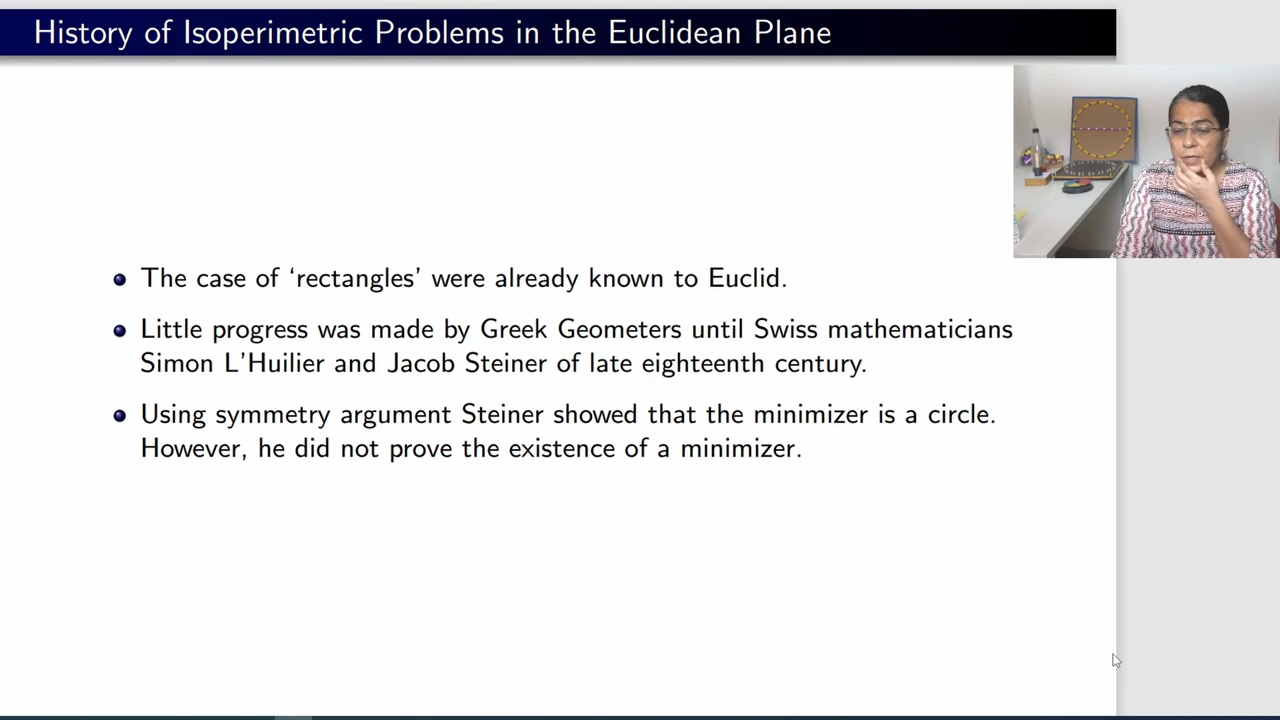 History of Isoperimetric Problems in the Euclidean Plane
The case of ‘rectangles’ were already known to Euclid.
Little progress was made by Greek Geometers until Swiss mathematicians
Simon L’Huilier and Jacob Steiner of late eighteenth century.
Using symmetry argument Steiner showed that the minimizer is a circle.
However, he did not prove the existence of a minimizer.